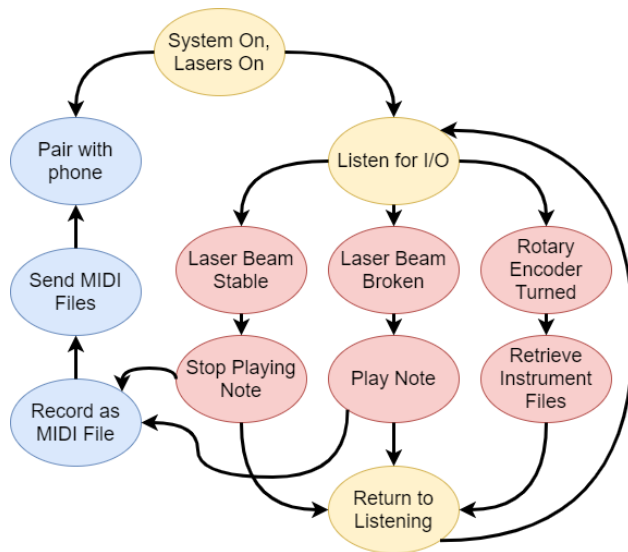 System On,
Lasers On
Pair with
phone
Listen for I/O
Send MIDI
Files
Laser Beam
Stable
Laser Beam
Broken
Rotary
Encoder
Turned
Record as
MIDI File
Stop Playing
Note
Play Note
Retrieve
Instrument
Files
Return to
Listening